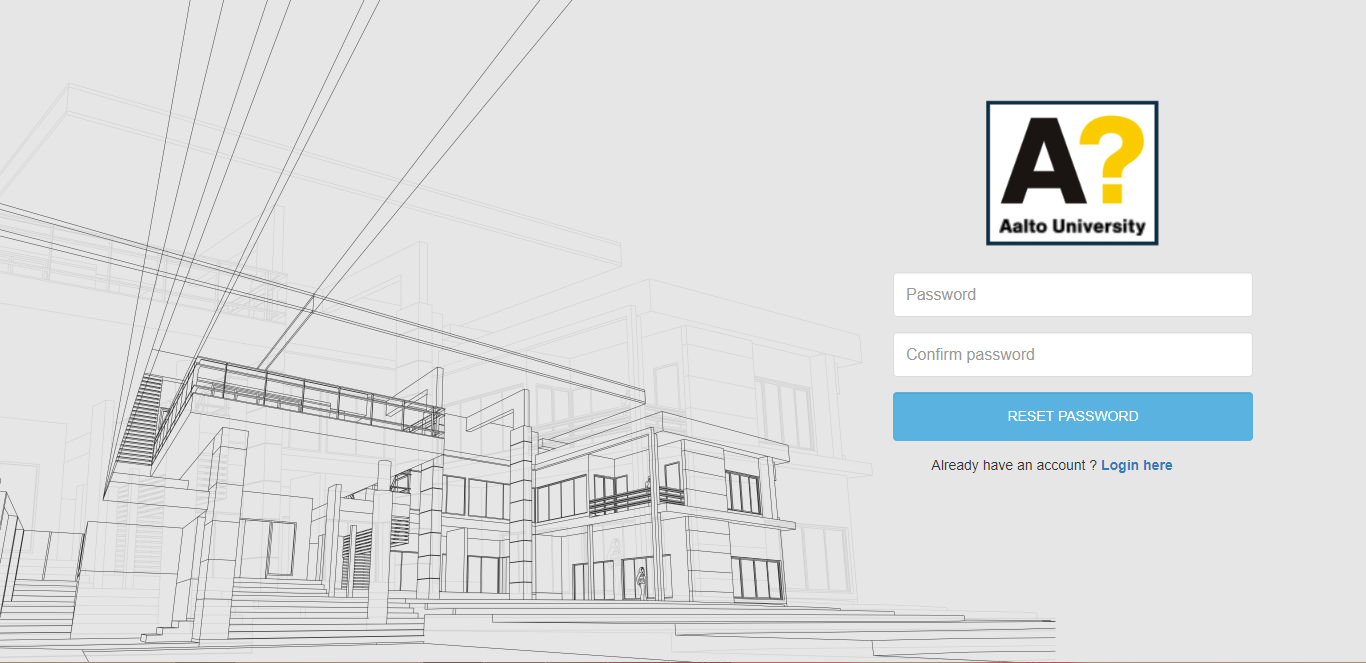 A?
Aalto University
Password
Confirm password
RESET PASSWORD
Already have an account ? Login here